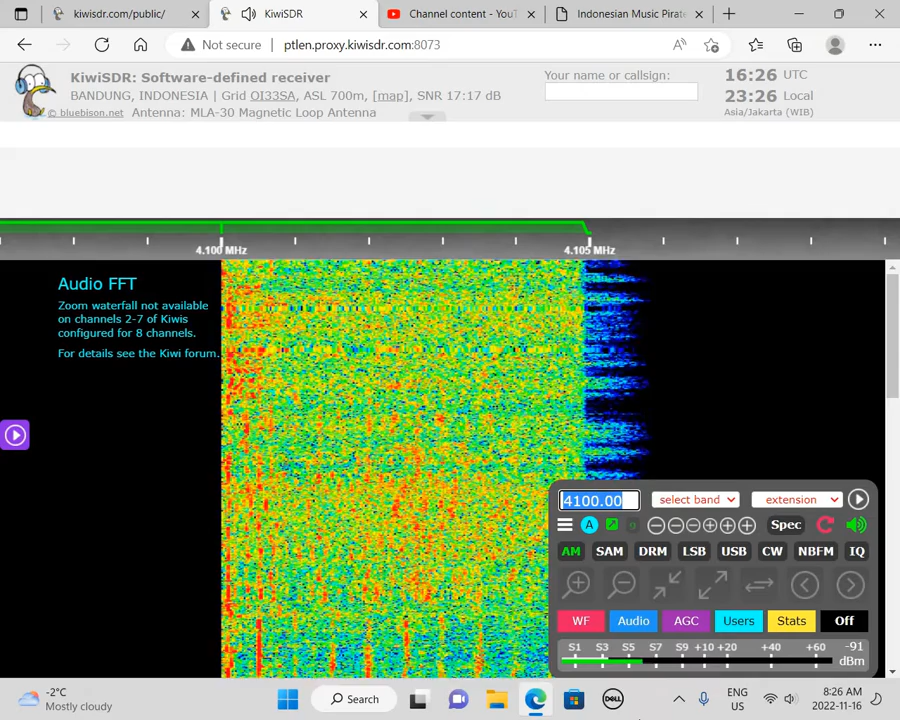 kiwisdr.com/public/
KiwiSDR
Channel content - YouT
Indonesian Music Pirate
Not secure
ptlen.proxy.kiwisdr.com:8073
KiwiSDR: Software-defined receiver
BANDUNG, INDONESIA | Grid OI33SA, ASL 700m, [map], SNR 17:17 dB
© bluebison.net
Antenna: MLA-30 Magnetic Loop Antenna
Your name or callsign:
16:26 UTC
23:26 Local
Asia/Jakarta (WIB)
4.100 MHz
4.105 MHz
Audio FFT
Zoom waterfall not available
on channels 2-7 of Kiwis
configured for 8 channels.
For details see the Kiwi forum.
4100.00
select band
extension
A
Spec
AM SAM DRM LSB USB CW NBFM IQ
WF Audio AGC Users Stats Off
S1 S3 S5 S7 S9 +10 +20 +40 +60
-91
dBm
-2°C
Mostly cloudy
Search
DELL
ENG
US
8:26 AM
2022-11-16